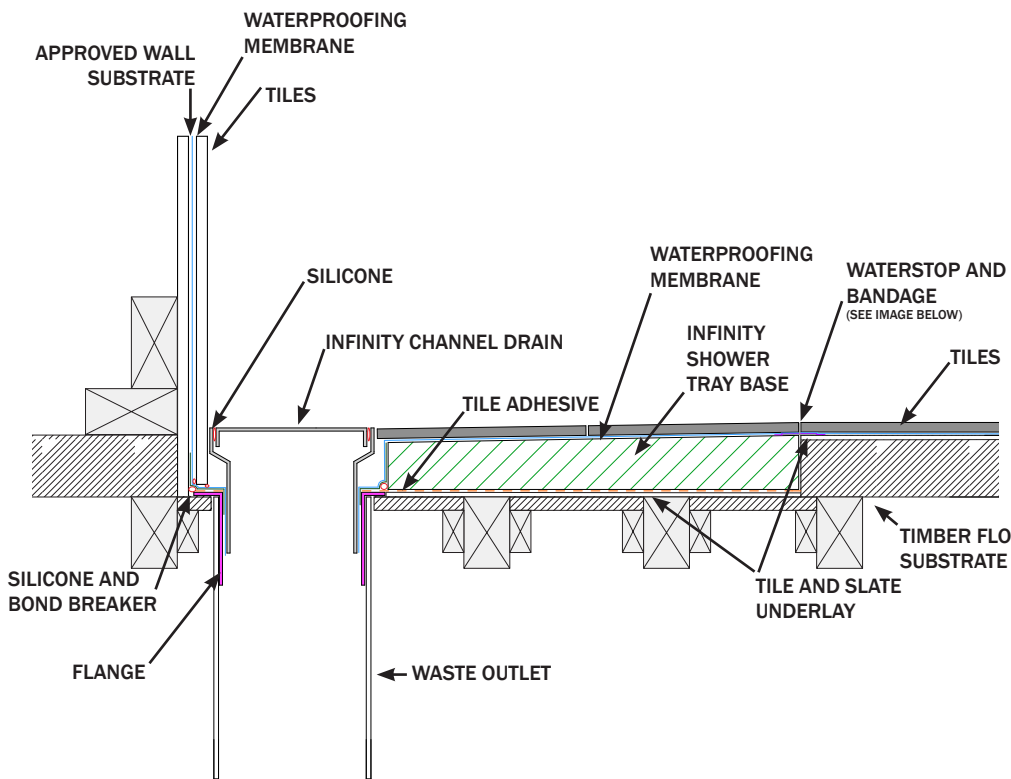 WATERPROOFING
MEMBRANE
APPROVED WALL
SUBSTRATE
TILES
SILICONE
INFINITY CHANNEL DRAIN
TILE ADHESIVE
WATERPROOFING
MEMBRANE
INFINITY
SHOWER
TRAY BASE
WATERSTOP AND
BANDAGE
(SEE IMAGE BELOW)
TILES
TIMBER FLO
SUBSTRATE
TILE AND SLATE
UNDERLAY
SILICONE AND
BOND BREAKER
FLANGE
WASTE OUTLET